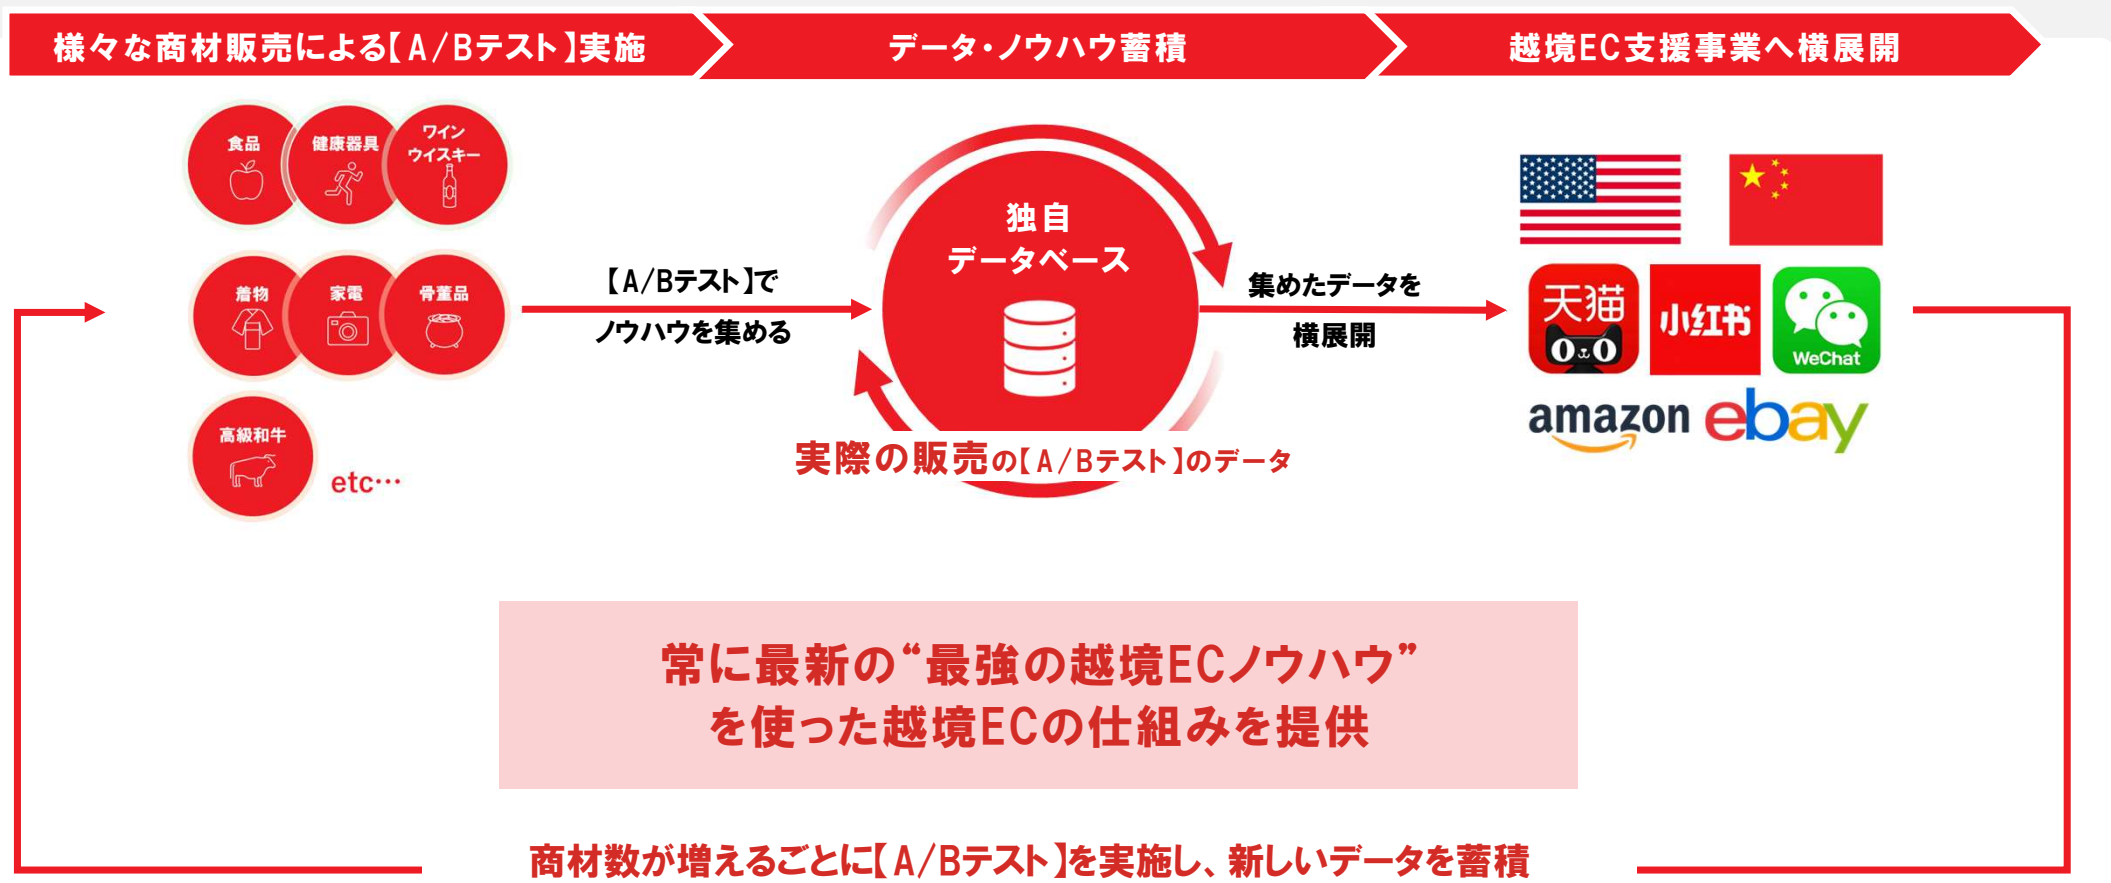 様々な商材販売による【A/Bテスト】実施
データ・ノウハウ蓄積
越境EC支援事業へ横展開
食品
健康器具
ワイン
ウイスキー
着物
家電
骨董品
高級和牛
etc…
【A/Bテスト】で
ノウハウを集める
独自
データベース
実際の販売の【A/Bテスト】のデータ
集めたデータを
横展開
天猫
小红书
WeChat
amazon
ebay
常に最新の“最強の越境ECノウハウ”
を使った越境ECの仕組みを提供
商材数が増えるごとに【A/Bテスト】を実施し、新しいデータを蓄積